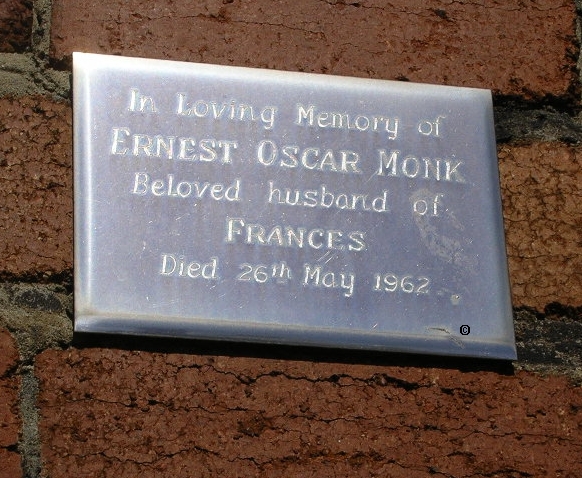 In Loving Memory of
ERNEST OSCAR MONK
Beloved husband of
FRANCES
Died 26th May 1962
©